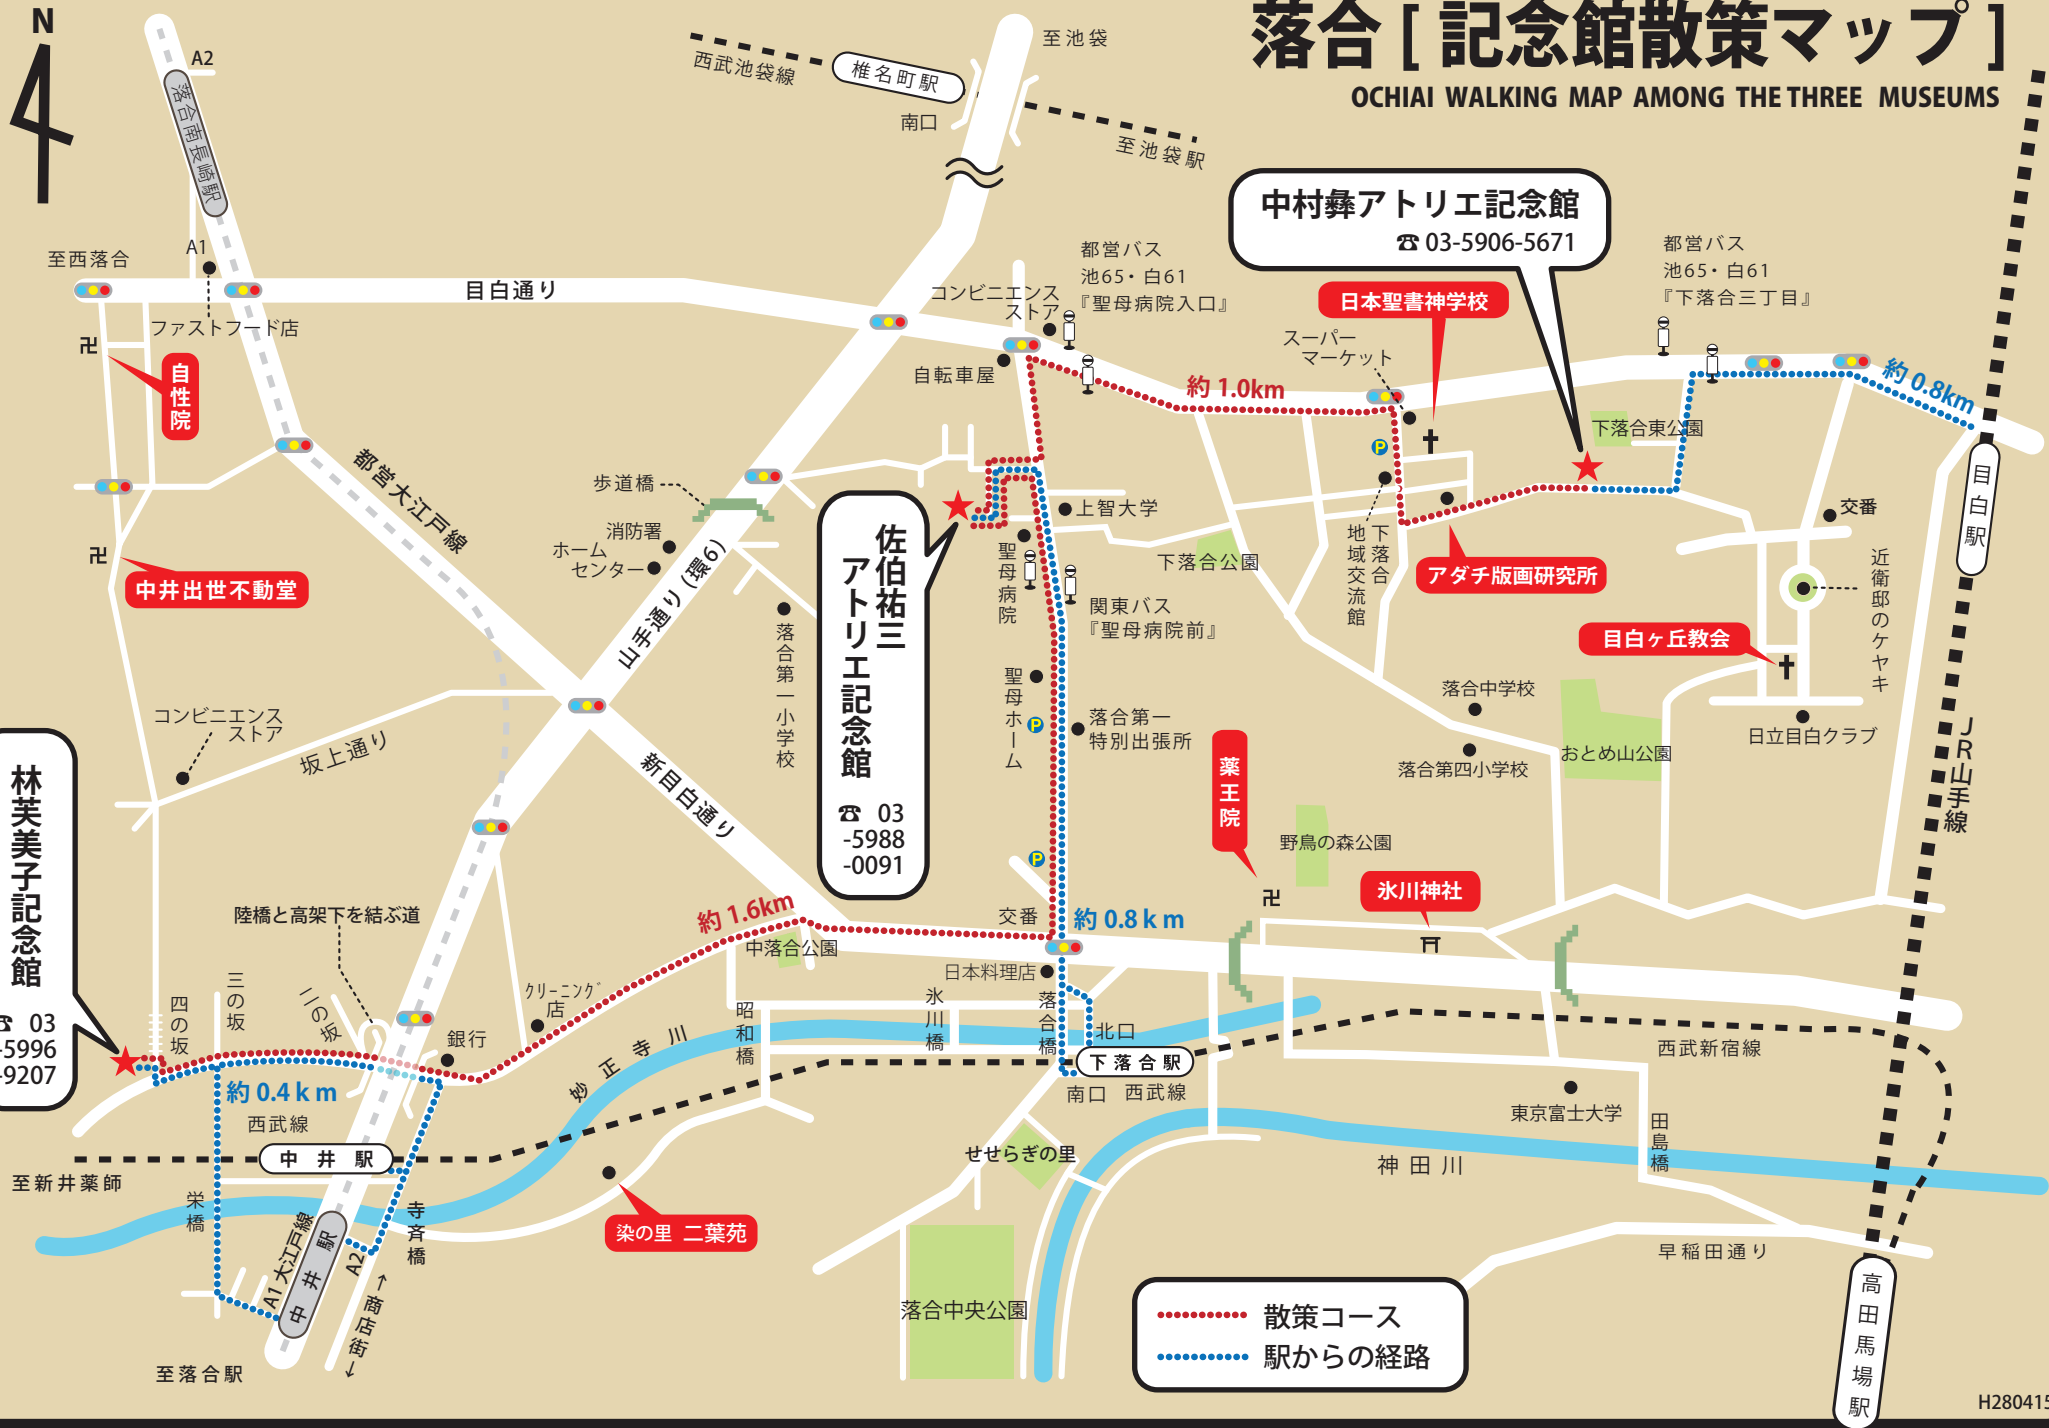 落合 [ 記念館散策マップ ]
OCHIAI WALKING MAP AMONG THE THREE MUSEUMS
N
A2
落合南長崎駅
A1
至西落合
ファストフード店
卍
自性院
卍
中井出世不動堂
目白通り
都営大江戸線
西武池袋線
椎名町駅
南口
至池袋
至池袋駅
コンビニエンス
ストア
都営バス
池65・白61
『聖母病院入口』
自転車屋
約 1.0km
中村彝アトリエ記念館
☎ 03-5906-5671
日本聖書神学校
スーパー
マーケット
都営バス
池65・白61
『下落合三丁目』
約 0.8km
下落合東公園
目白駅
P
歩道橋
消防署
ホーム
センター
山手通り (環6)
落合第一小学校
佐伯祐三
アトリエ記念館
☎ 03
-5988
-0091
上智大学
聖母病院
関東バス
『聖母病院前』
聖母ホーム
P
落合第一
特別出張所
P
下落合公園
下落合
地域交流館
アダチ版画研究所
交番
近衛邸のケヤキ
目白ヶ丘教会
日立目白クラブ
落合中学校
落合第四小学校
おとめ山公園
JR山手線
薬王院
卍
野鳥の森公園
氷川神社
コンビニエンス
ストア
坂上通り
新目白通り
林芙美子記念館
☎ 03
-5996
-9207
陸橋と高架下を結ぶ道
四の坂
三の坂
二の坂
銀行
クリーニング
店
約 1.6km
中落合公園
交番
約 0.8 k m
日本料理店
昭和橋
氷川橋
落合橋
北口
下落合駅
南口
西武線
西武新宿線
妙正寺川
約 0.4 k m
西武線
中井駅
至新井薬師
栄橋
A1 大江戸線
中井駅
A2
寺斉橋
↑商店街↓
至落合駅
染の里 二葉苑
せせらぎの里
落合中央公園
神田川
東京富士大学
田島橋
早稲田通り
高田馬場駅
散策コース
駅からの経路
H280415